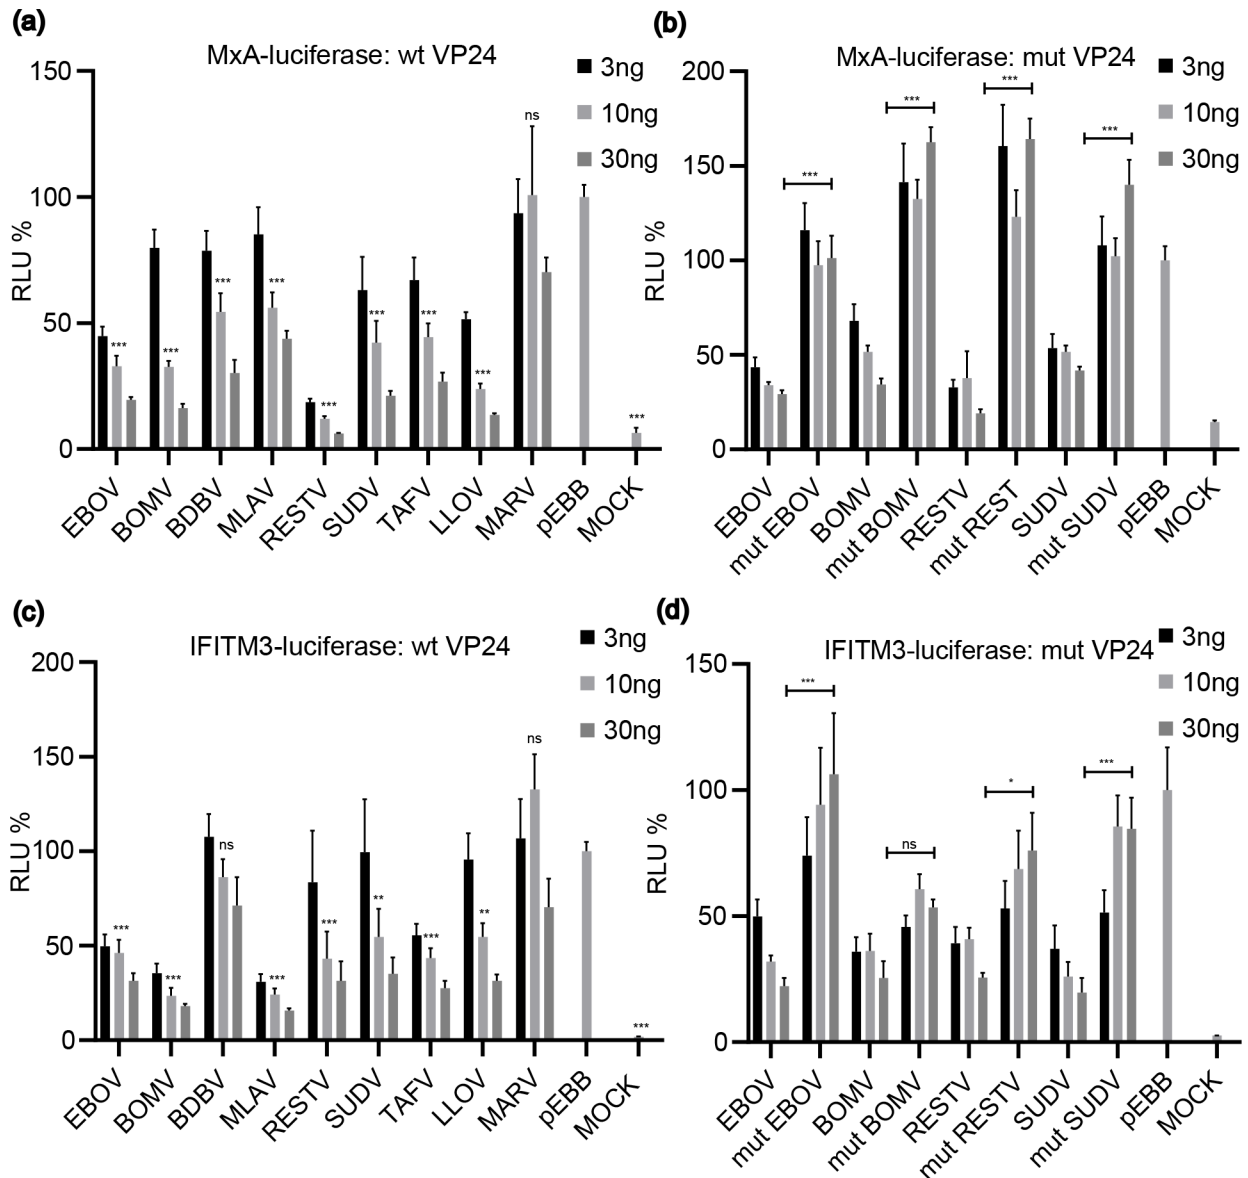 (a)
MxA-luciferase: wt VP24
3ng
10ng
30ng
RLU %
150
100
50
0
***
***
***
***
***
***
***
***
ns
***
EBOV
BOMV
BDBV
MLAV
RESTV
SUDV
TAFV
LLOV
MARV
pEBB
MOCK
(b)
MxA-luciferase: mut VP24
3ng
10ng
30ng
RLU %
200
150
100
50
0
***
***
***
***
EBOV
mut EBOV
BOMV
mut BOMV
RESTV
mut REST
SUDV
mut SUDV
pEBB
MOCK
(c)
IFITM3-luciferase: wt VP24
3ng
10ng
30ng
RLU %
200
150
100
50
0
***
***
ns
***
***
**
***
**
ns
***
EBOV
BOMV
BDBV
MLAV
RESTV
SUDV
TAFV
LLOV
MARV
pEBB
MOCK
(d)
IFITM3-luciferase: mut VP24
3ng
10ng
30ng
RLU %
150
100
50
0
***
ns
*
***
EBOV
mut EBOV
BOMV
mut BOMV
RESTV
mut RESTV
SUDV
mut SUDV
pEBB
MOCK